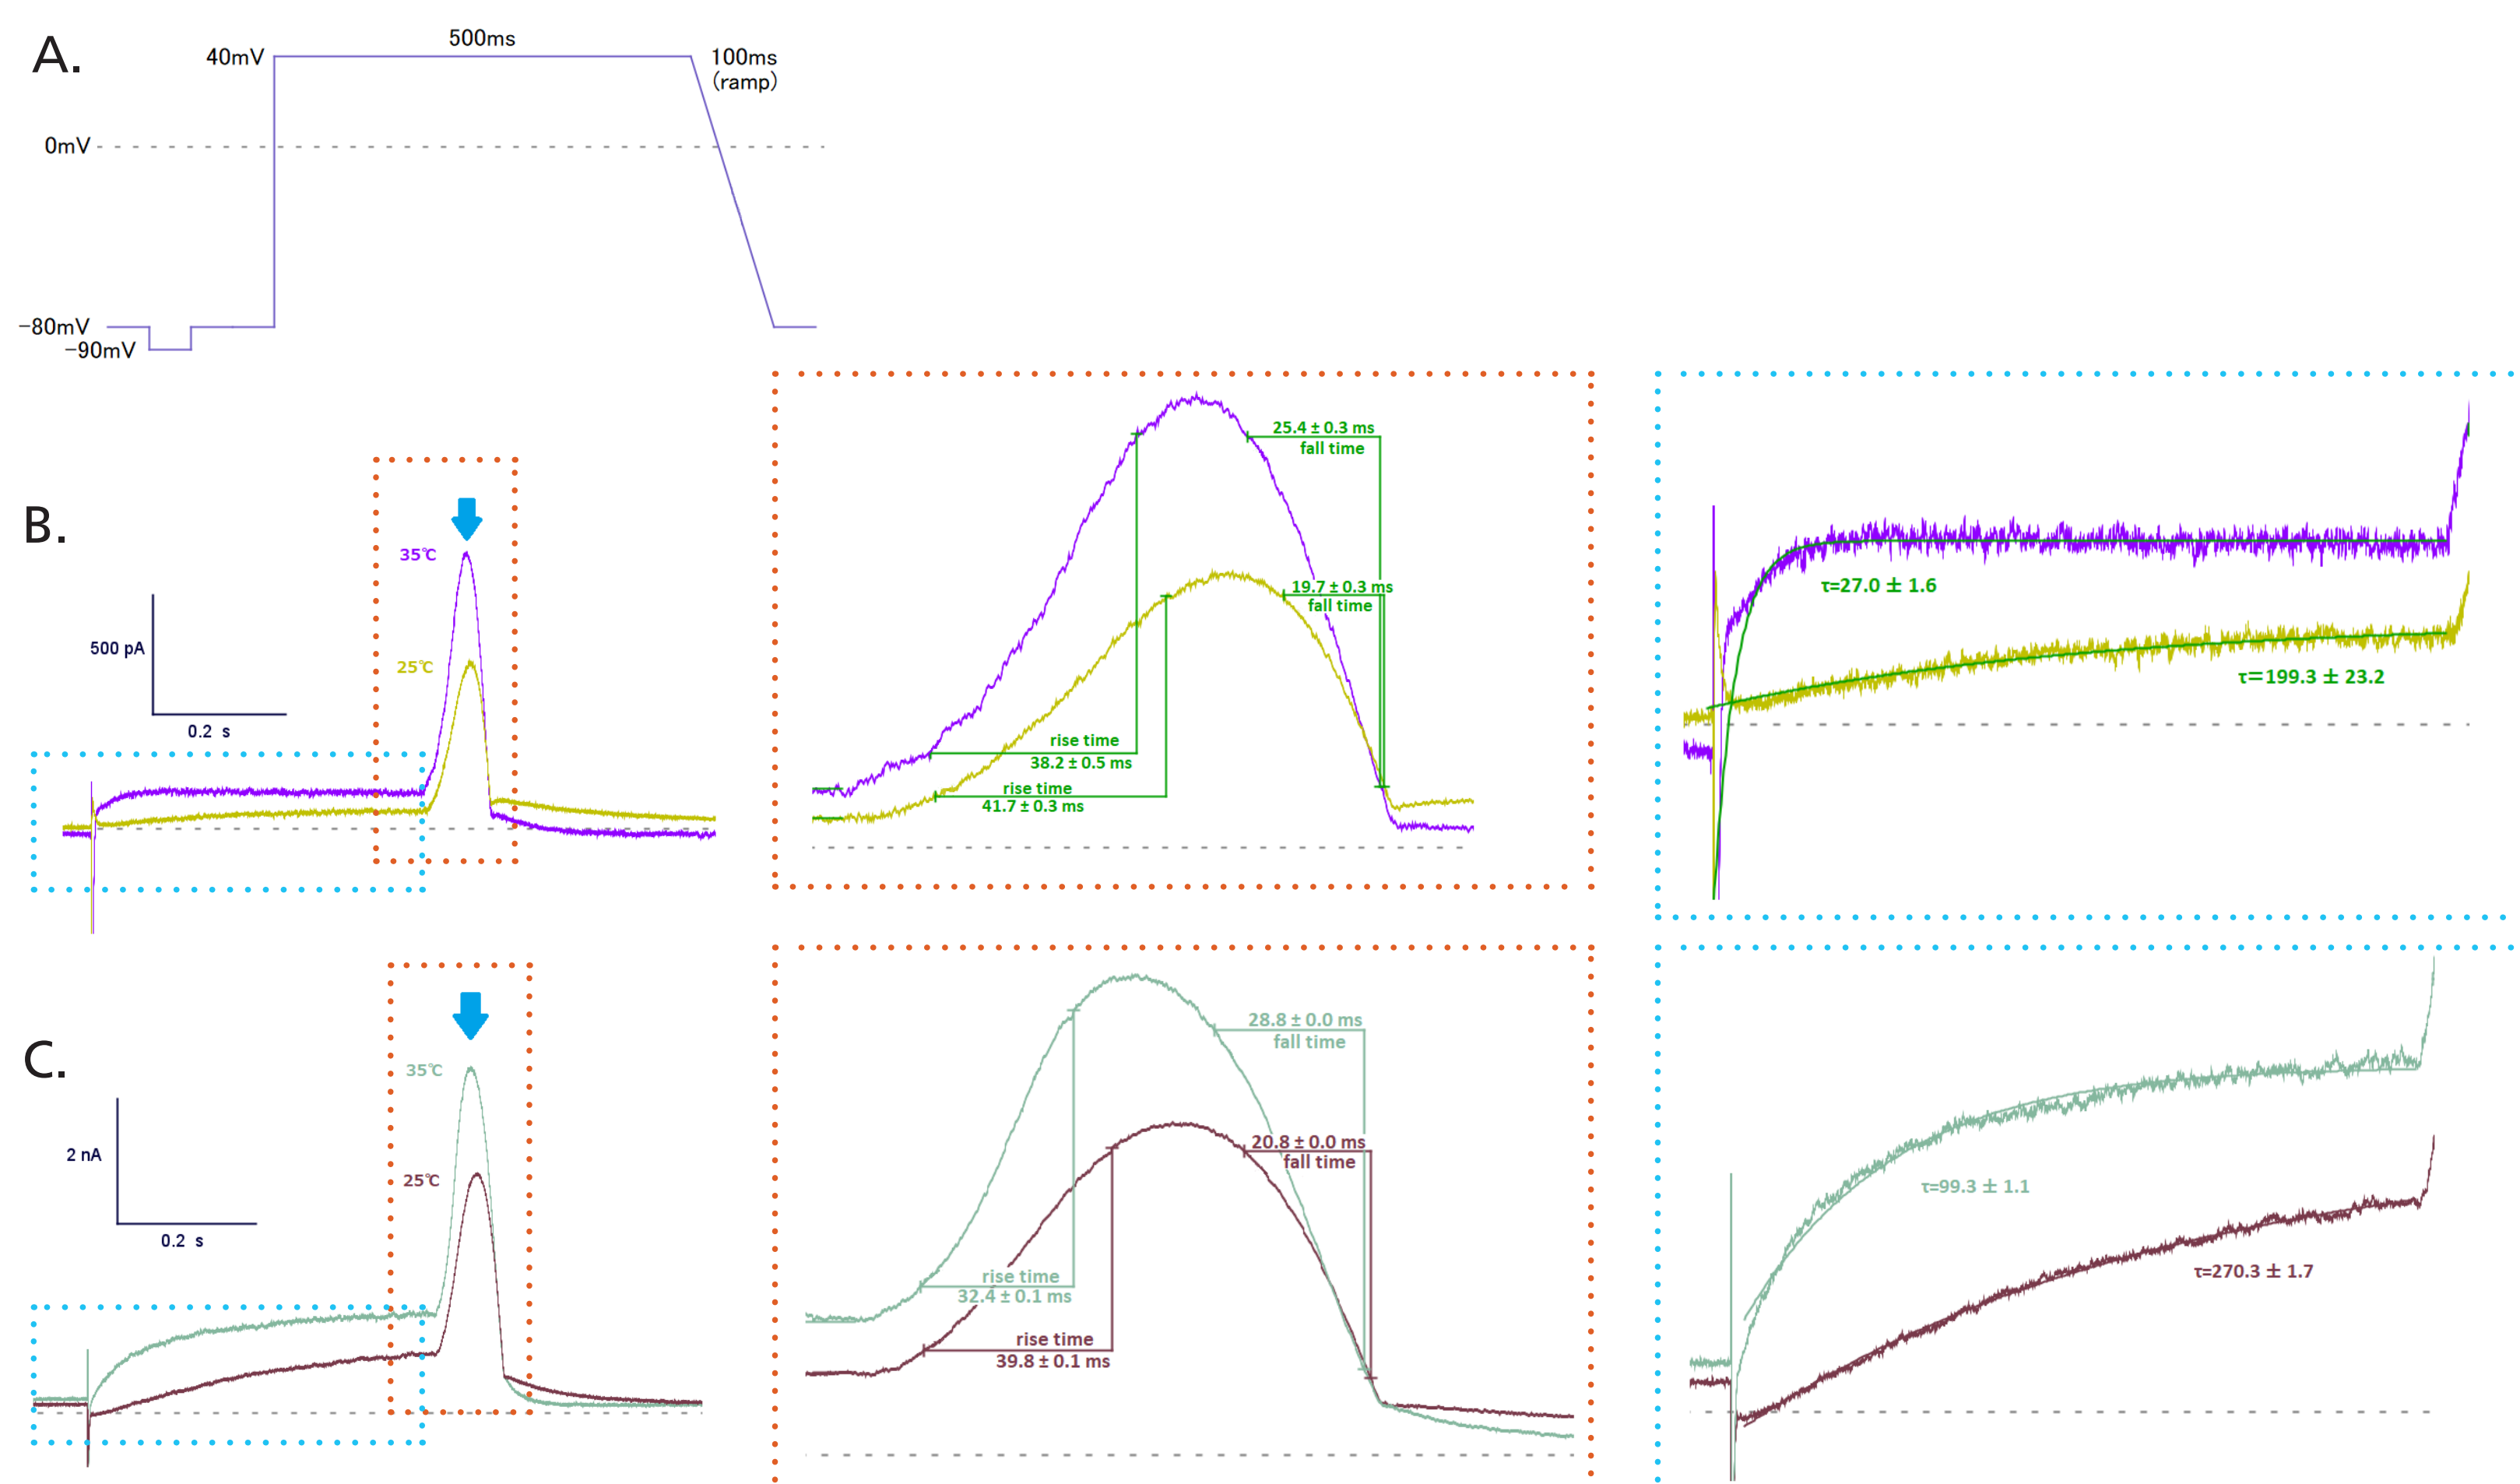 A.
500ms
40mV
100ms
(ramp)
0mV
−80mV
−90mV
B.
35℃
25℃
500 pA
0.2 s
25.4 ± 0.3 ms
fall time
19.7 ± 0.3 ms
fall time
rise time
38.2 ± 0.5 ms
rise time
41.7 ± 0.3 ms
τ=27.0 ± 1.6
τ=199.3 ± 23.2
C.
35℃
25℃
2 nA
0.2 s
28.8 ± 0.0 ms
fall time
20.8 ± 0.0 ms
fall time
rise time
32.4 ± 0.1 ms
rise time
39.8 ± 0.1 ms
τ=99.3 ± 1.1
τ=270.3 ± 1.7